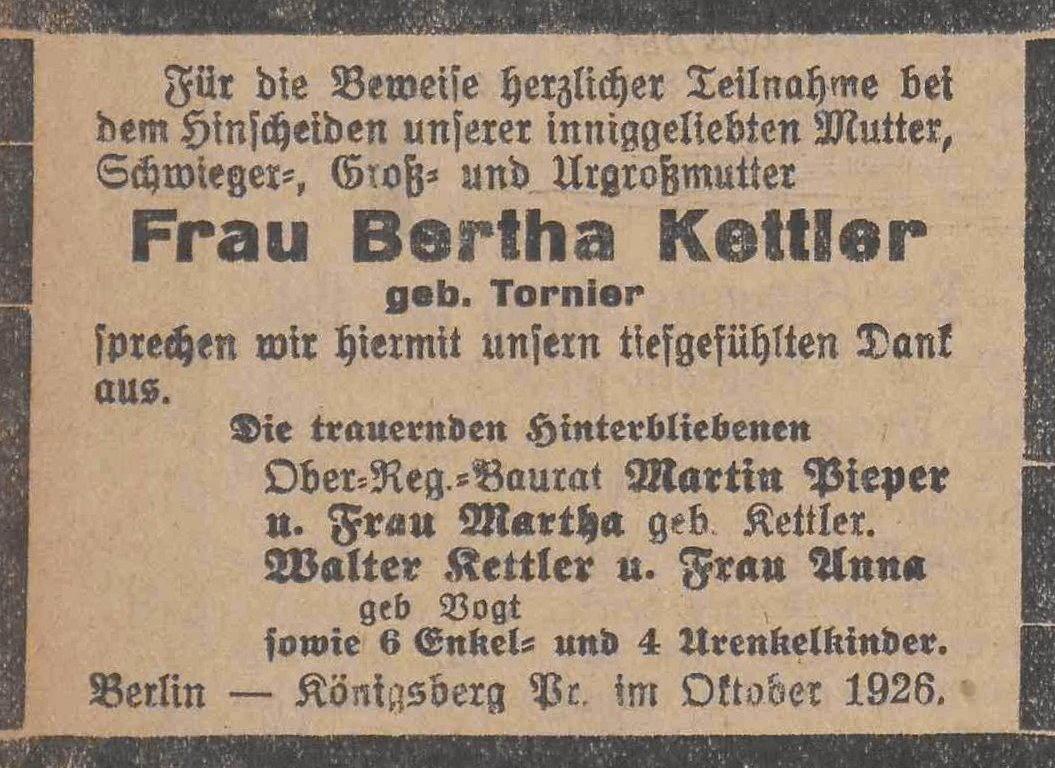 Für die Beweise herzlicher Teilnahme bei
dem Hinscheiden unserer inniggeliebten Mutter,
Schwieger-, Groß- und Urgroßmutter
Frau Bertha Kettler
geb. Tornier
sprechen wir hiermit unsern tiefgefühlten Dank
aus.
Die trauernden Hinterbliebenen
Ober-Reg.-Baurat Martin Pieper
u. Frau Martha geb. Kettler.
Walter Kettler u. Frau Anna
geb Vogt
sowie 6 Enkel- und 4 Urenkelkinder.
Berlin — Königsberg Pr. im Oktober 1926.